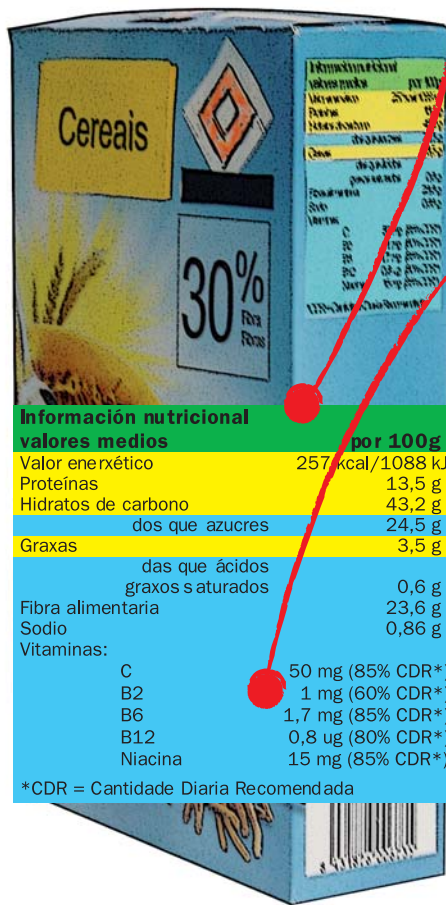 Cereais
30%
Fibra
Fibras
Información nutricional
valores medios por 100g
Valor enerxético 257 kcal/1088 kJ
Proteínas 13,5 g
Hidratos de carbono 43,2 g
dos que azucres 24,5 g
Graxas 3,5 g
das que ácidos
graxos saturados 0,6 g
Fibra alimentaria 23,6 g
Sodio 0,86 g
Vitaminas:
C 50 mg (85% CDR*)
B2 1 mg (60% CDR*)
B6 1,7 mg (85% CDR*)
B12 0,8 ug (80% CDR*)
Niacina 15 mg (85% CDR*)
*CDR = Cantidade Diaria Recomendada